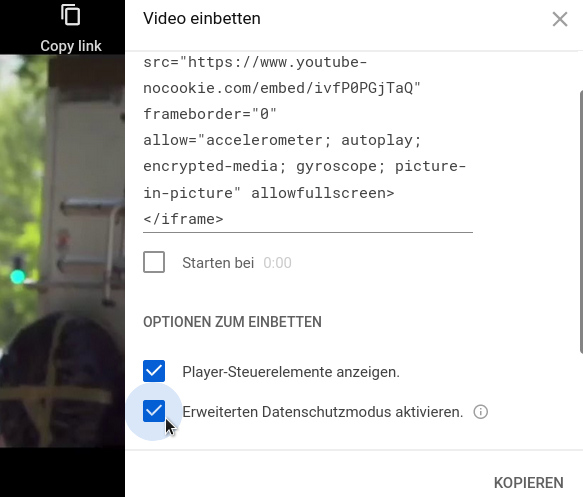 Copy link
Video einbetten
src="https://www.youtube-
nocookie.com/embed/ivfP0PGjTaQ"
frameborder="0"
allow="accelerometer; autoplay;
encrypted-media; gyroscope; picture-
in-picture" allowfullscreen>
</iframe>
Starten bei 0:00
OPTIONEN ZUM EINBETTEN
Player-Steuerelemente anzeigen.
Erweiterten Datenschutzmodus aktivieren.
KOPIEREN